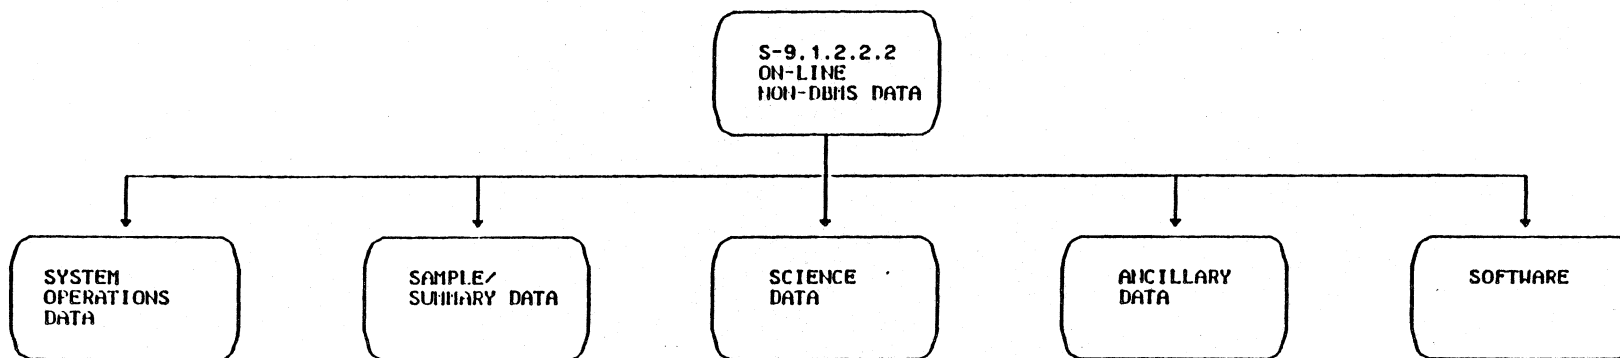 S-9.1.2.2.2
ON-LINE
NON-DBMS DATA
SYSTEM
OPERATIONS
DATA
SAMPLE/
SUMMARY DATA
SCIENCE
DATA
ANCILLARY
DATA
SOFTWARE